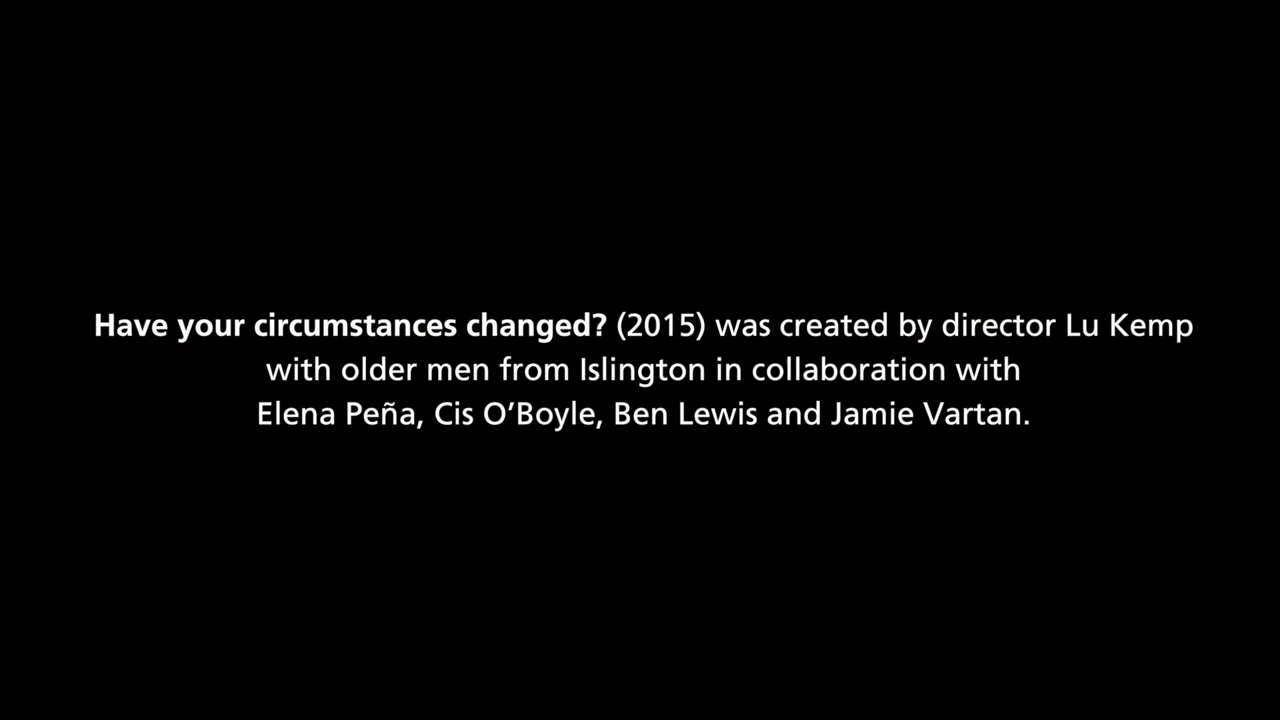 Have your circumstances changed? (2015) was created by director Lu Kemp
with older men from Islington in collaboration with
Elena Peña, Cis O’Boyle, Ben Lewis and Jamie Vartan.